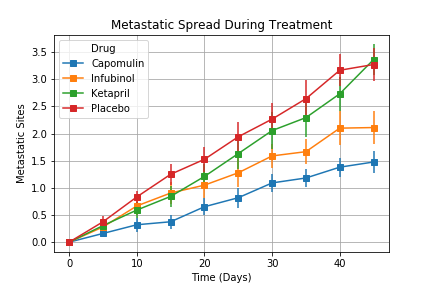 Metastatic Spread During Treatment
Drug
Capomulin
Infubinol
Ketapril
Placebo
3.5
3.0
2.5
2.0
1.5
1.0
0.5
0.0
Metastatic Sites
0
10
20
30
40
Time (Days)